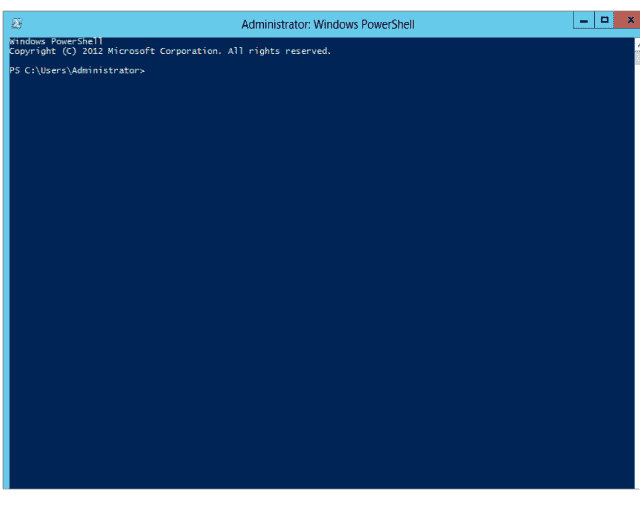 Administrator: Windows PowerShell
Windows PowerShell
Copyright (C) 2012 Microsoft Corporation. All rights reserved.
PS C:\Users\Administrator>